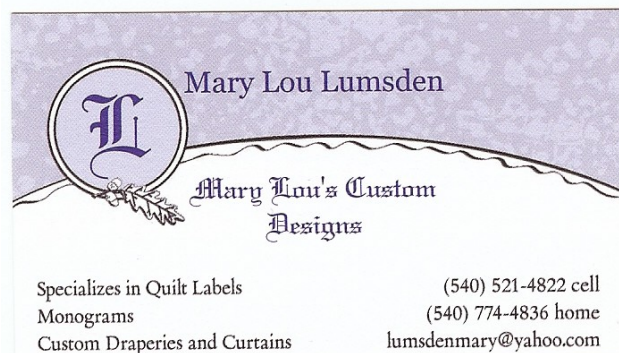 L
Mary Lou Lumsden
Mary Lou's Custom
Designs
Specializes in Quilt Labels
Monograms
Custom Draperies and Curtains
(540) 521-4822 cell
(540) 774-4836 home
lumsdenmary@yahoo.com